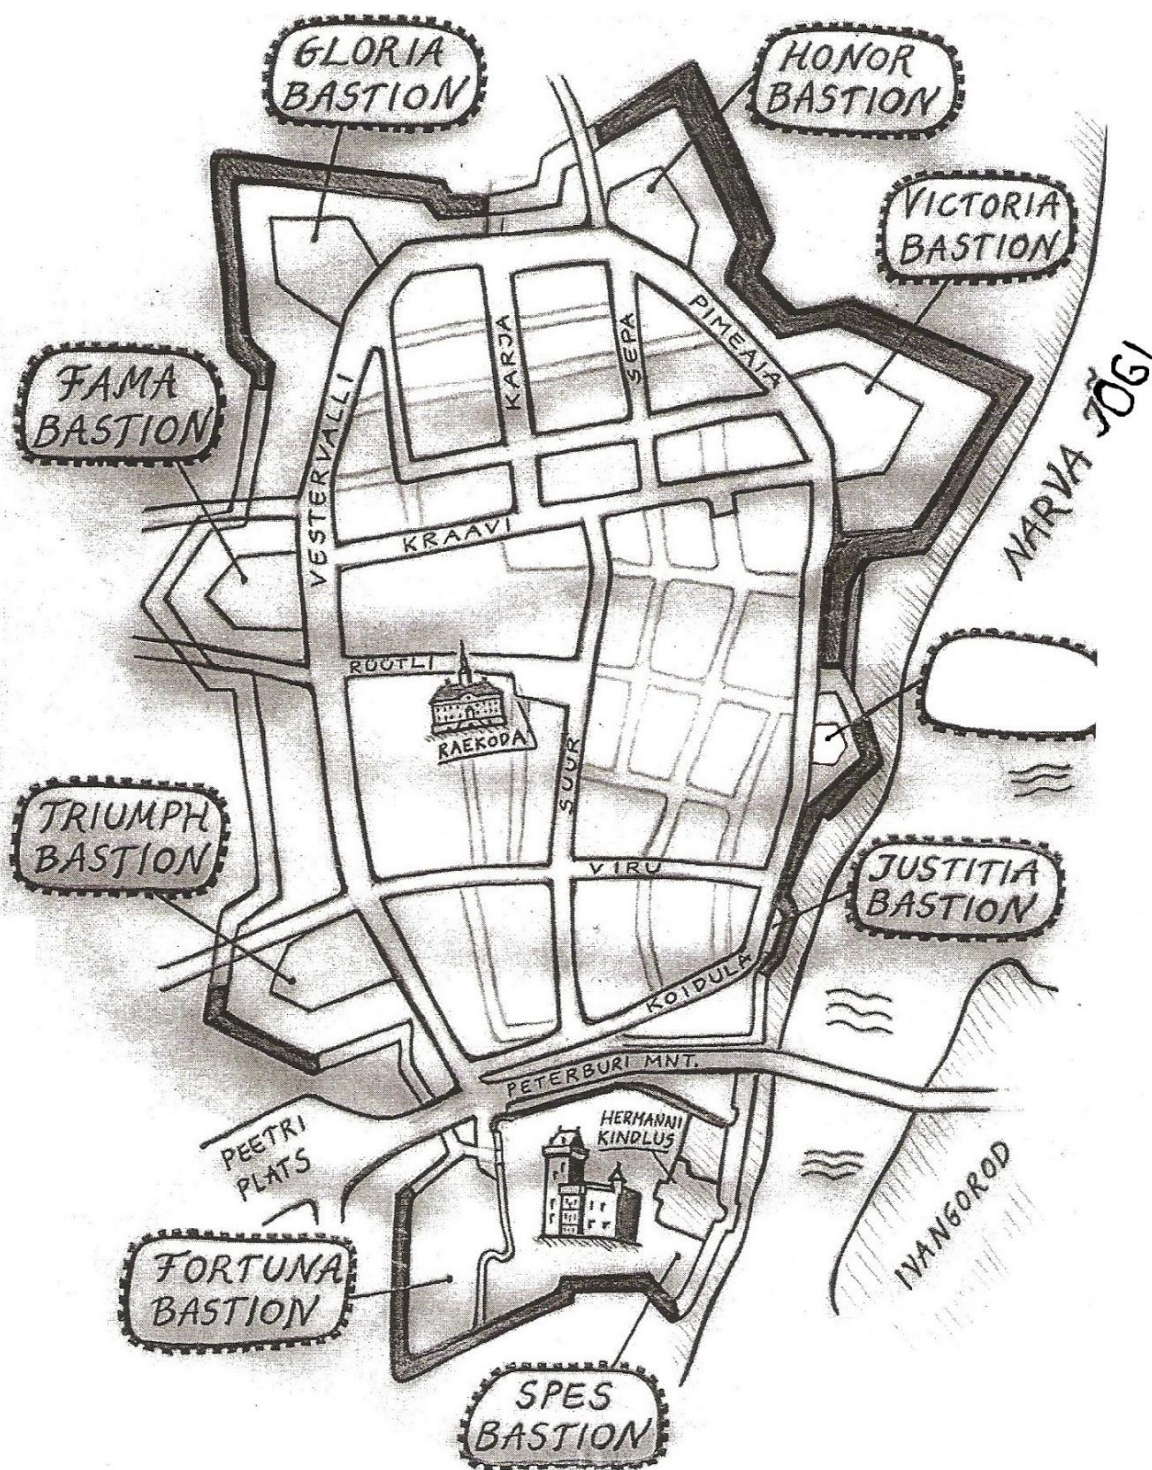 GLORIA
BASTION
HONOR
BASTION
VICTORIA
BASTION
FAMA
BASTION
KARJA
SEPA
PIMEAIA
VESTERVALLI
NARVA JÕGI
KRAAVI
RÜÜTLI
RAEKODA
SUUR
TRIUMPH
BASTION
VIRU
JUSTITIA
BASTION
KOIDULA
PETERBURI MNT.
PEETRI
PLATS
HERMANNI
KINDLUS
IVANGOROD
FORTUNA
BASTION
SPES
BASTION